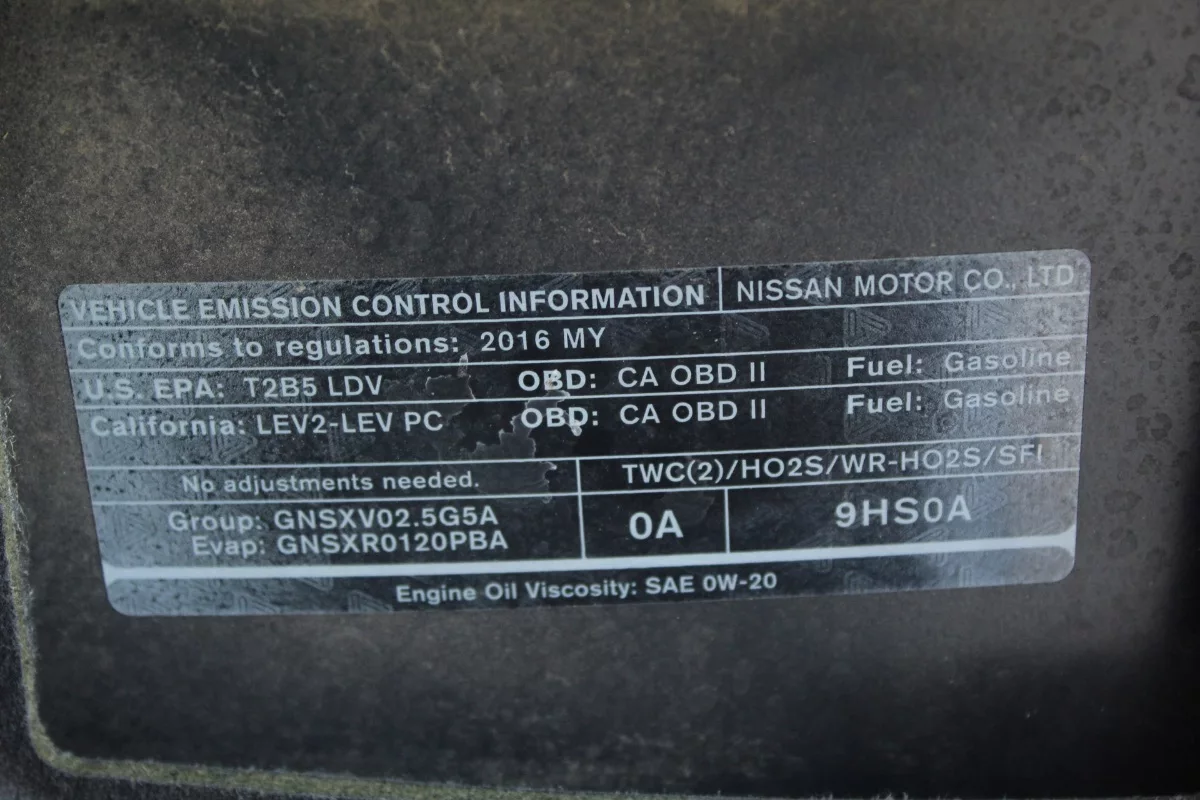 VEHICLE EMISSION CONTROL INFORMATION NISSAN MOTOR CO., LTD
Conforms to regulations: 2016 MY
U.S. EPA: T2B5 LDV OBD: CA OBD II Fuel: Gasoline
California: LEV2-LEV PC OBD: CA OBD II Fuel: Gasoline
No adjustments needed. TWC(2)/HO2S/WR-HO2S/SFI
Group: GNSXV02.5G5A 0A 9HS0A
Evap: GNSXR0120PBA
Engine Oil Viscosity: SAE 0W-20